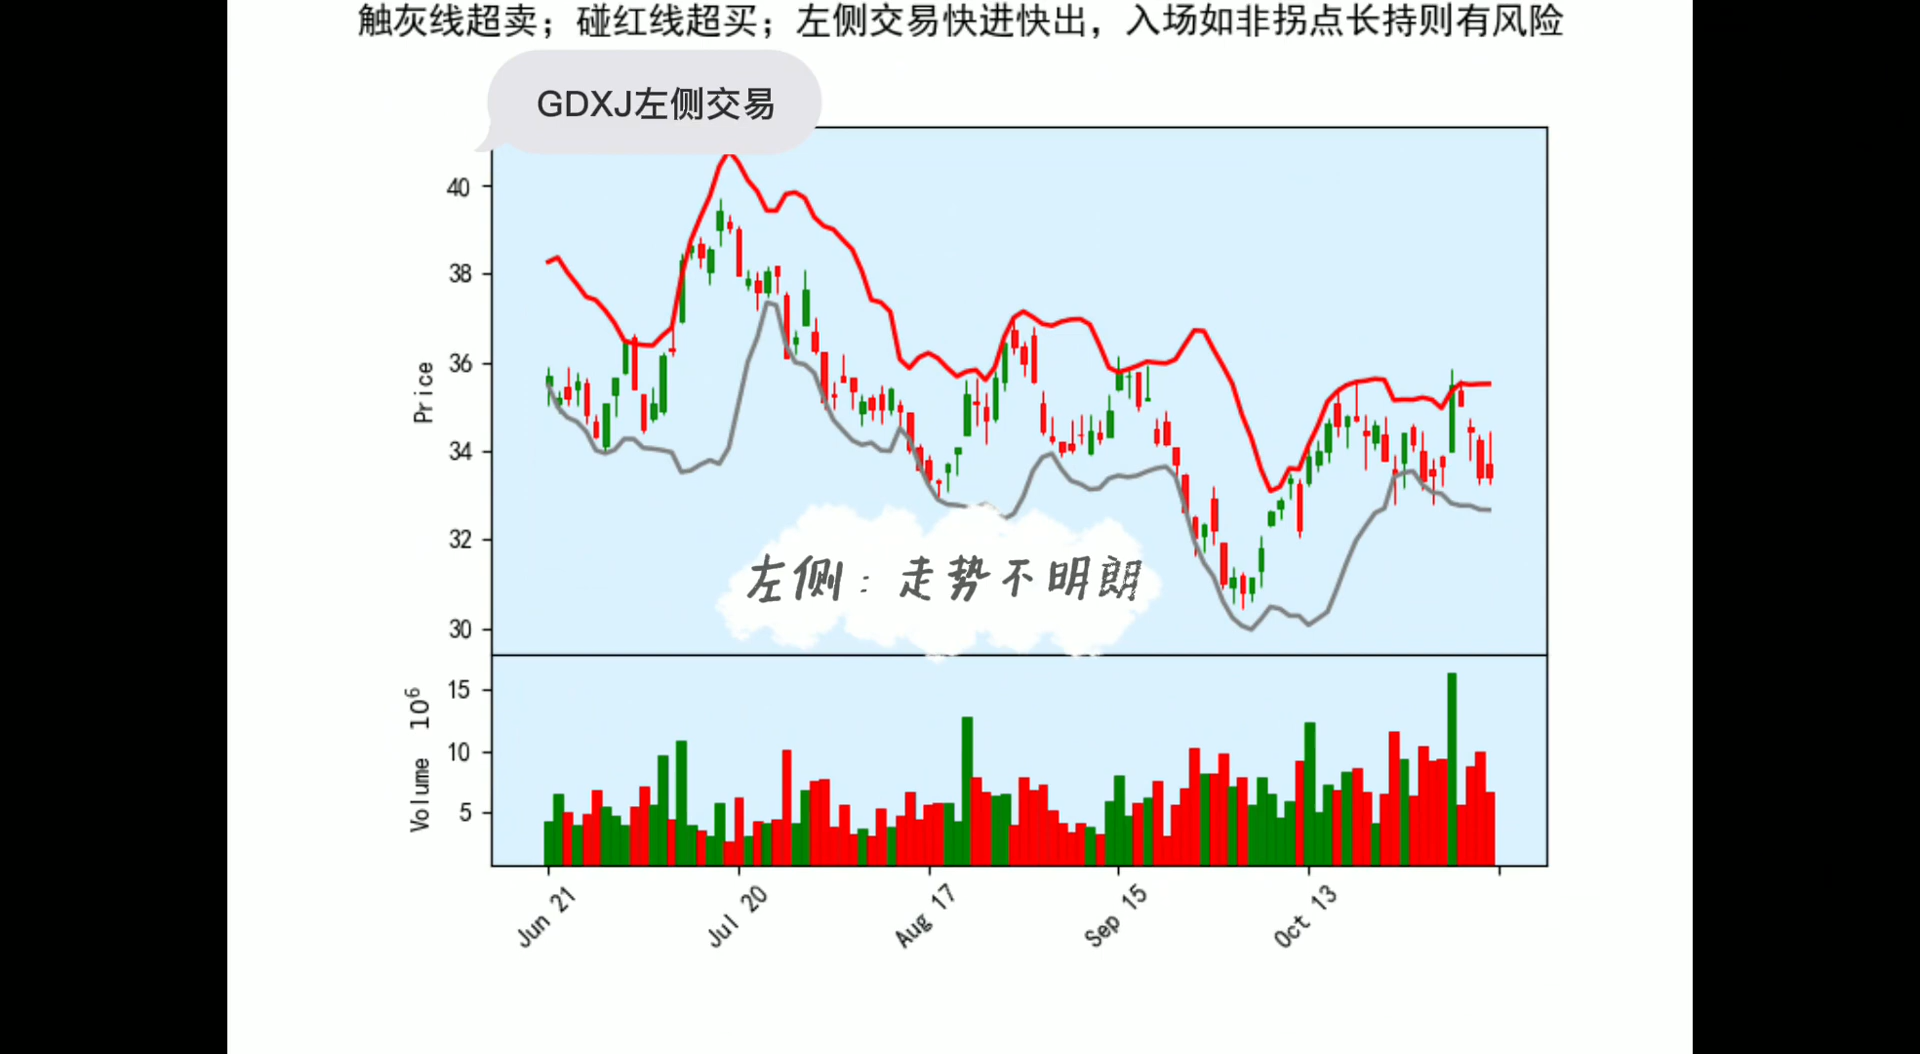 触灰线超卖；碰红线超买；左侧交易快进快出，入场如非拐点长持则有风险
GDXJ左侧交易
40
38
36
34
32
30
Price
左侧：走势不明朗
15
10
5
Volume 10⁶
Jun 21
Jul 20
Aug 17
Sep 15
Oct 13